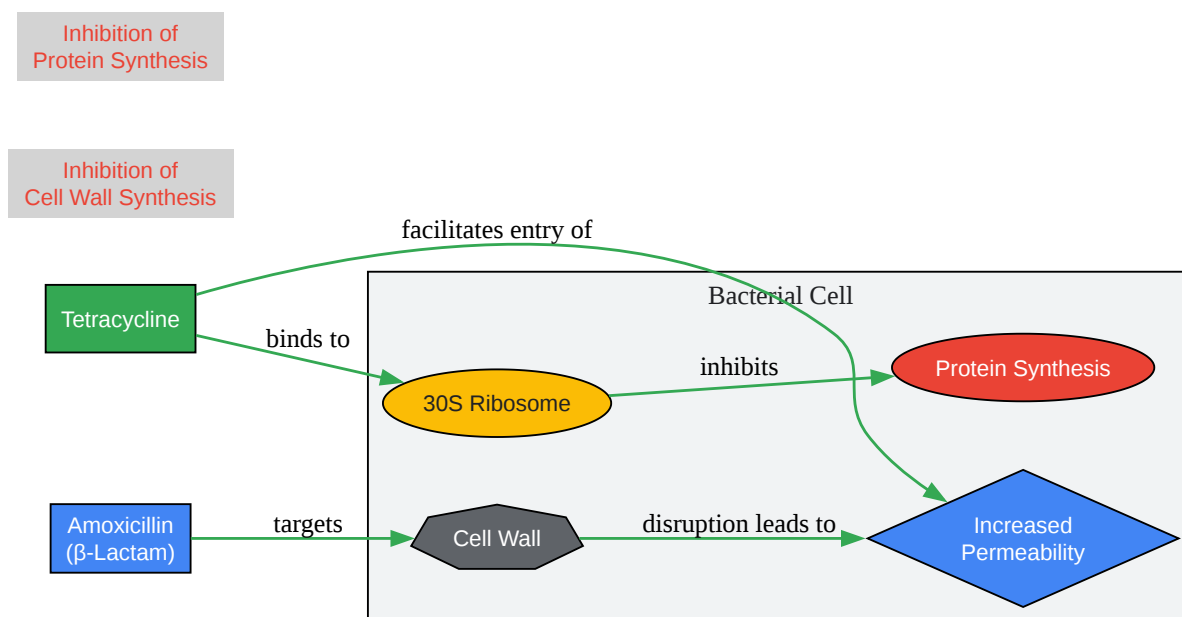 Inhibition of
Protein Synthesis
Inhibition of
Cell Wall Synthesis
facilitates entry of
Bacterial Cell
Tetracycline
binds to
inhibits
Protein Synthesis
30S Ribosome
Amoxicillin
(β-Lactam)
targets
Cell Wall
disruption leads to
Increased
Permeability